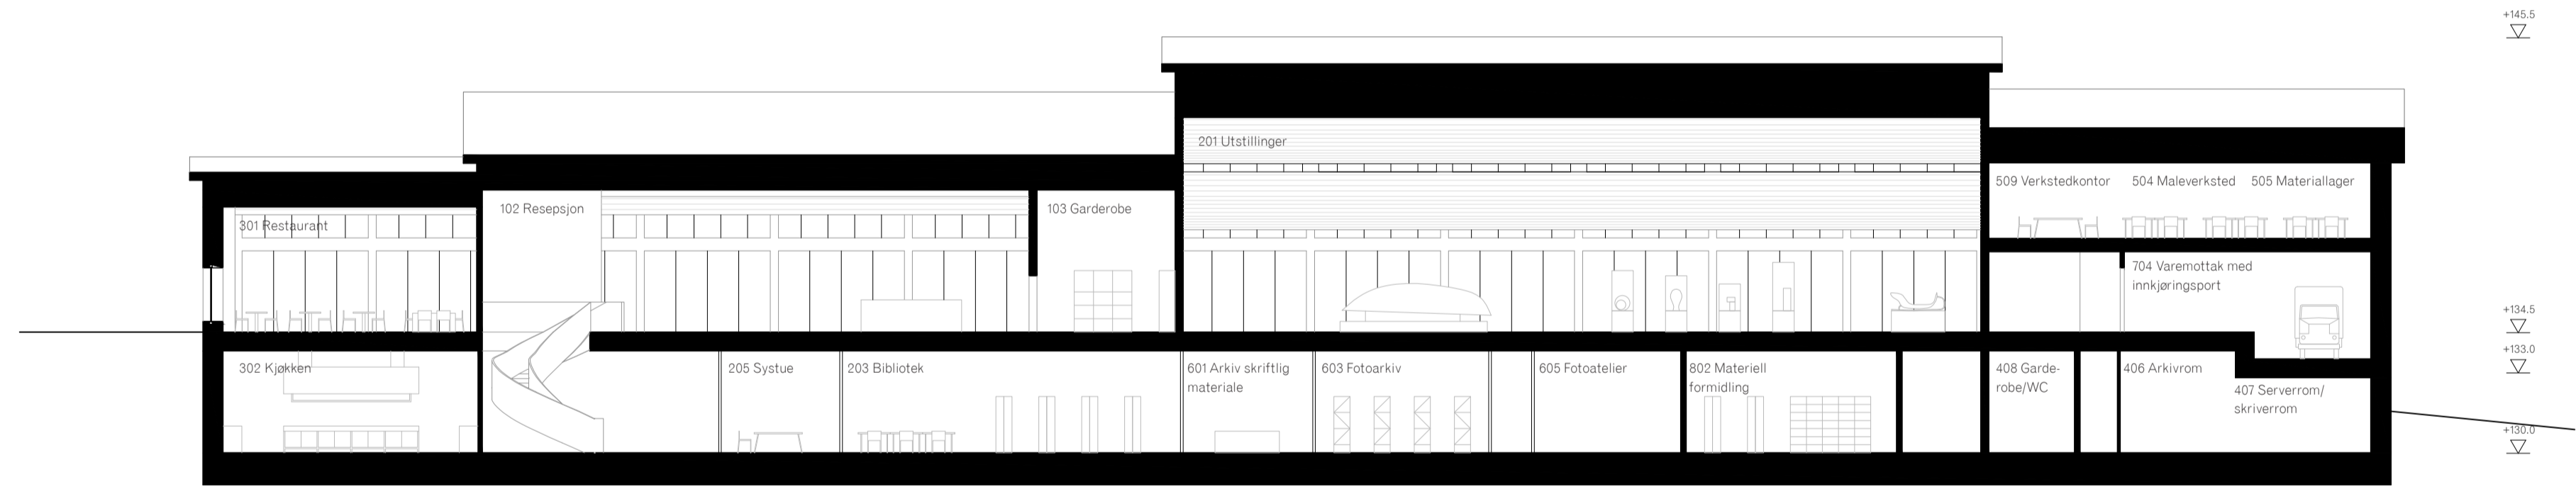 +145.5
201 Utstillinger
509 Verkstedkontor
504 Maleverksted
505 Materiallager
102 Resepsjon
103 Garderobe
301 Restaurant
704 Varemottak med
innkjøringsport
+134.5
+133.0
302 Kjøkken
205 Systue
203 Bibliotek
601 Arkiv skriftlig
materiale
603 Fotoarkiv
605 Fotoatelier
802 Materiell
formidling
408 Garde-
robe/WC
406 Arkivrom
407 Serverrom/
skriverrom
+130.0